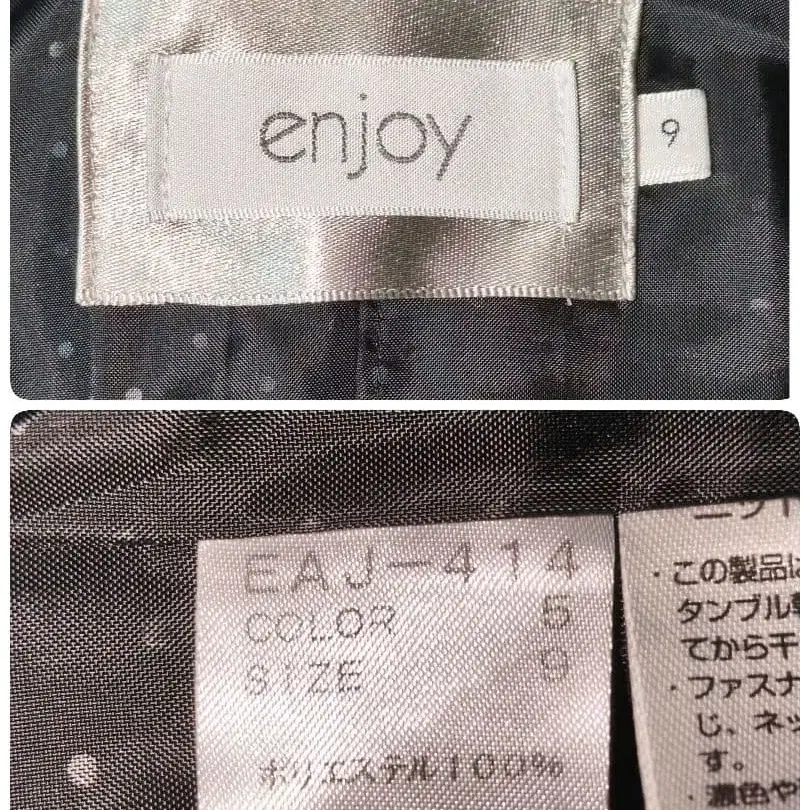 enjoy
9
EAJ-414
COLOR 5
SIZE 9
ポリエステル100%
・この製品は
タンブル
てから干
・ファスナ
じ、ネッ
す。
・濃色や